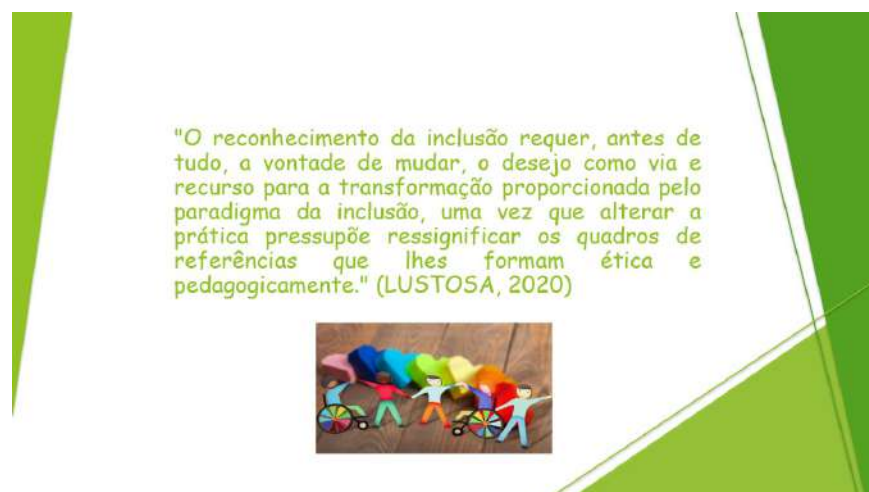 "O reconhecimento da inclusão requer, antes de
tudo, a vontade de mudar, o desejo como via e
recurso para a transformação proporcionada pelo
paradigma da inclusão, uma vez que alterar a
prática pressupõe ressignificar os quadros de
referências que lhes formam ética e
pedagogicamente." (LUSTOSA, 2020)